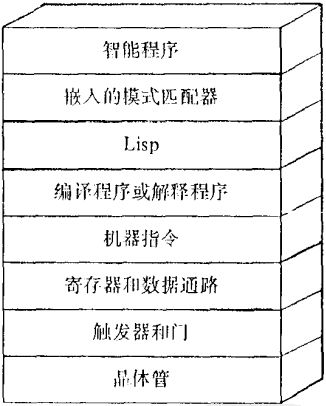 智能程序
嵌入的模式匹配器
Lisp
编译程序或解释程序
机器指令
寄存器和数据通路
触发器和门
晶体管